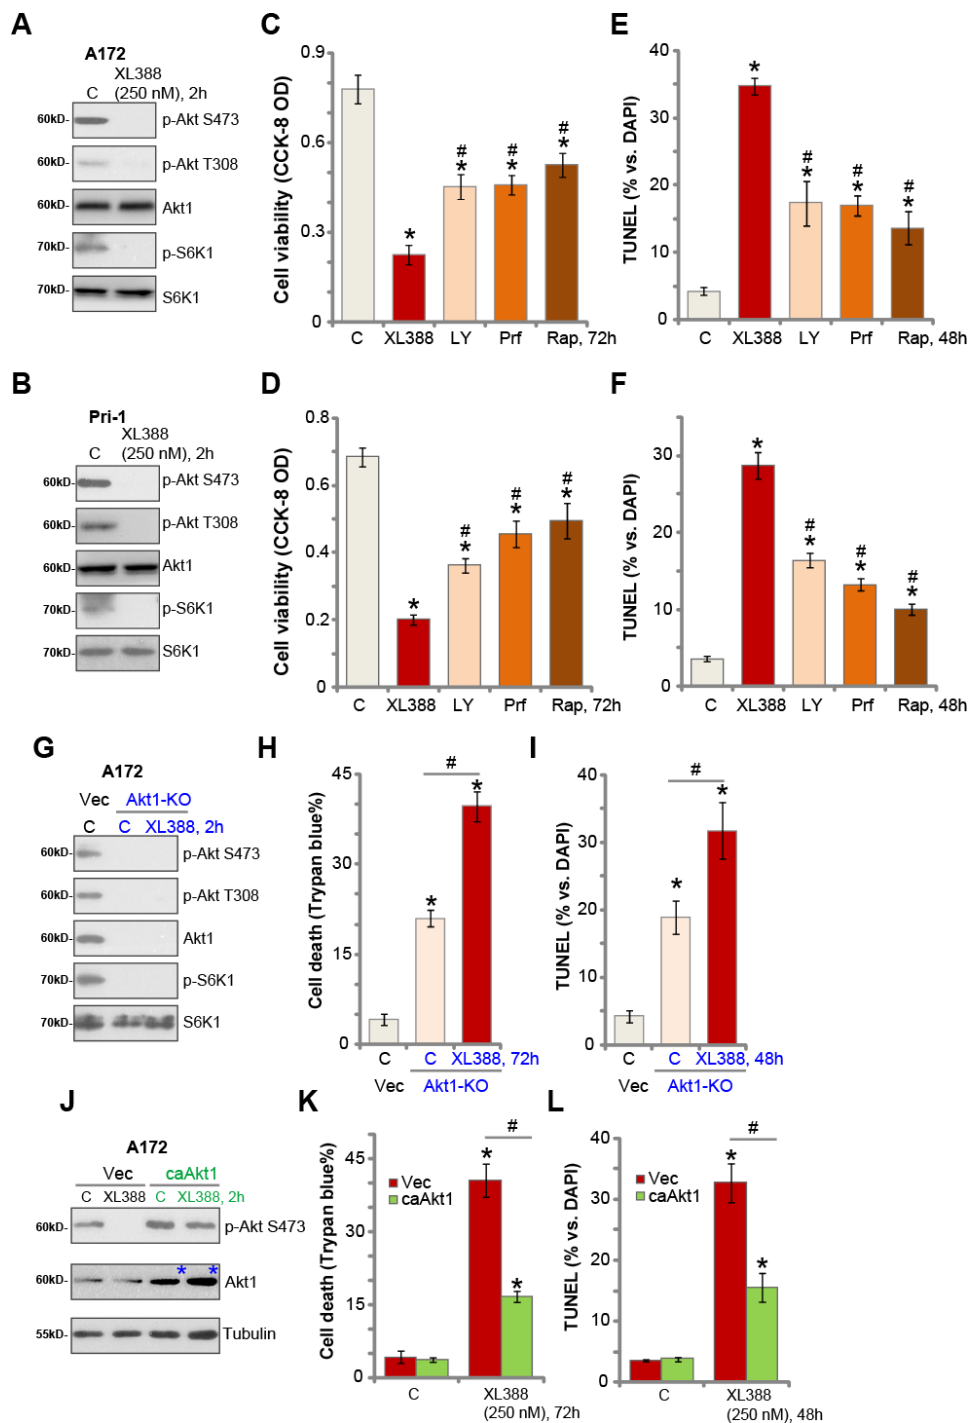 A
A172
XL388
C (250 nM), 2h
60kD- p-Akt S473
60kD- p-Akt T308
60kD- Akt1
70kD- p-S6K1
70kD- S6K1
C
Cell viability (CCK-8 OD)
0.9
0.6
0.3
0
*
#
*
#
*
#
*
C XL388 LY Prf Rap, 72h
E
TUNEL (% vs. DAPI)
40
30
20
10
0
*
#
*
#
*
#
*
C XL388 LY Prf Rap, 48h
B
Pri-1
XL388
C (250 nM), 2h
60kD- p-Akt S473
60kD- p-Akt T308
60kD- Akt1
70kD- p-S6K1
70kD- S6K1
D
Cell viability (CCK-8 OD)
0.8
0.6
0.4
0.2
0
*
#
*
#
*
#
*
C XL388 LY Prf Rap, 72h
F
TUNEL (% vs. DAPI)
30
20
10
0
*
#
*
#
*
#
*
C XL388 LY Prf Rap, 48h
G
A172
Vec Akt1-KO
C C XL388, 2h
60kD- p-Akt S473
60kD- p-Akt T308
60kD- Akt1
70kD- p-S6K1
70kD- S6K1
H
Cell death (Trypan blue%)
45
30
15
0
#
*
*
C C XL388, 72h
Vec Akt1-KO
I
TUNEL (% vs. DAPI)
40
30
20
10
0
#
*
*
C C XL388, 48h
Vec Akt1-KO
J
A172
Vec caAkt1
C XL388 C XL388, 2h
60kD- p-Akt S473
* *
60kD- Akt1
55kD- Tubulin
K
Cell death (Trypan blue%)
45
30
15
0
Vec
caAkt1
#
*
*
C XL388
(250 nM), 72h
L
TUNEL (% vs. DAPI)
40
30
20
10
0
Vec
caAkt1
#
*
*
C XL388
(250 nM), 48h